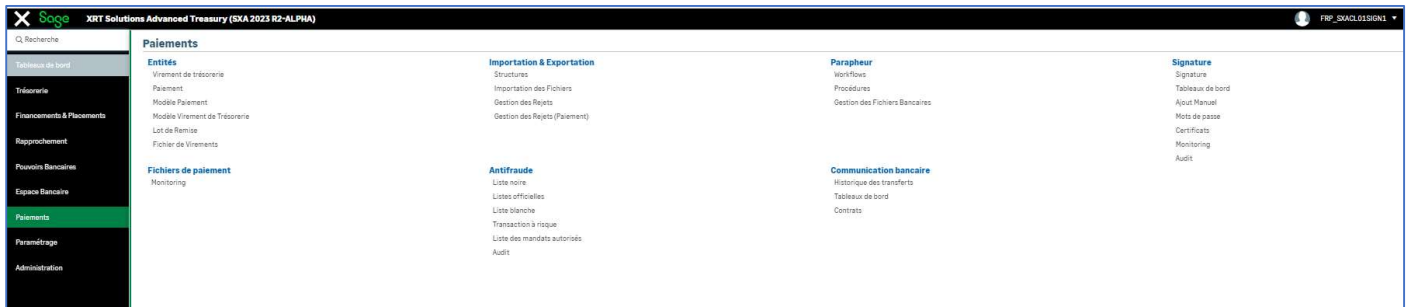 Sage XRT Solutions Advanced Treasury (SXA 2023 R2-ALPHA)
FRP_SXACL01SIGN1
Recherche
Tableaux de bord
Trésorerie
Financements & Placements
Rapprochement
Pouvoirs Bancaires
Espace Bancaire
Paiements
Paramétrage
Administration
Paiements
Entités
Virement de trésorerie
Paiement
Modèle Paiement
Modèle Virement de Trésorerie
Lot de Remise
Fichier de Virements
Importation & Exportation
Structures
Importation des Fichiers
Gestion des Rejets
Gestion des Rejets (Paiement)
Parapheur
Workflows
Procédures
Gestion des Fichiers Bancaires
Signature
Signature
Tableaux de bord
Ajout Manuel
Mots de passe
Certificats
Monitoring
Audit
Fichiers de paiement
Monitoring
Antifraude
Liste noire
Listes officielles
Liste blanche
Transaction à risque
Liste des mandats autorisés
Audit
Communication bancaire
Historique des transferts
Tableaux de bord
Contrats